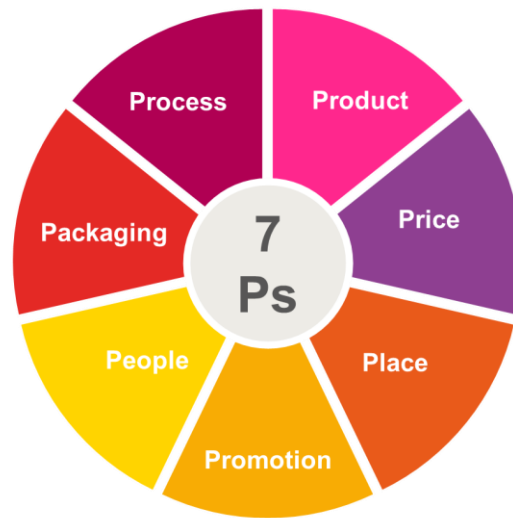 7
Ps
Product
Price
Place
Promotion
People
Packaging
Process